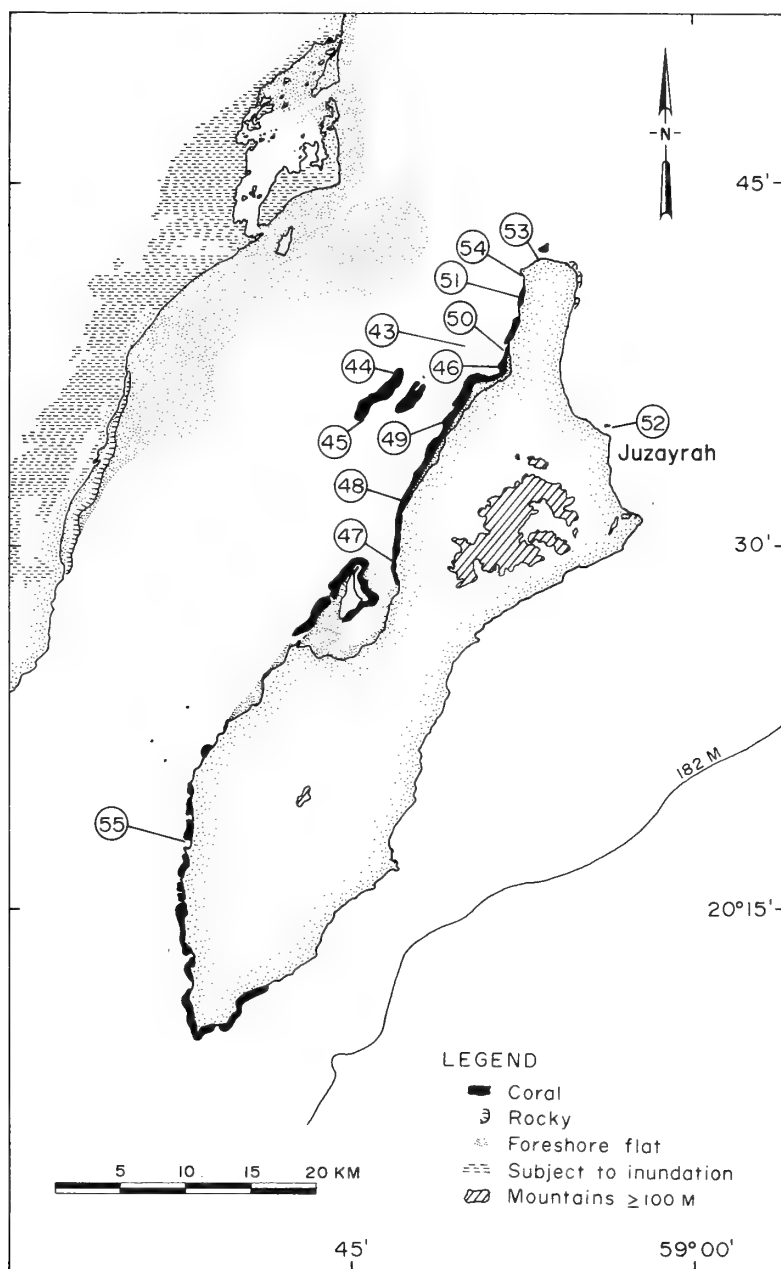 -N-
45'
53
54
51
50
43
46
44
45
49
52
Juzayrah
48
30'
47
182 M
55
20°15'
LEGEND
Coral
Rocky
Foreshore flat
Subject to inundation
Mountains ≥100 M
5 10 15 20 KM
45' 59°00'